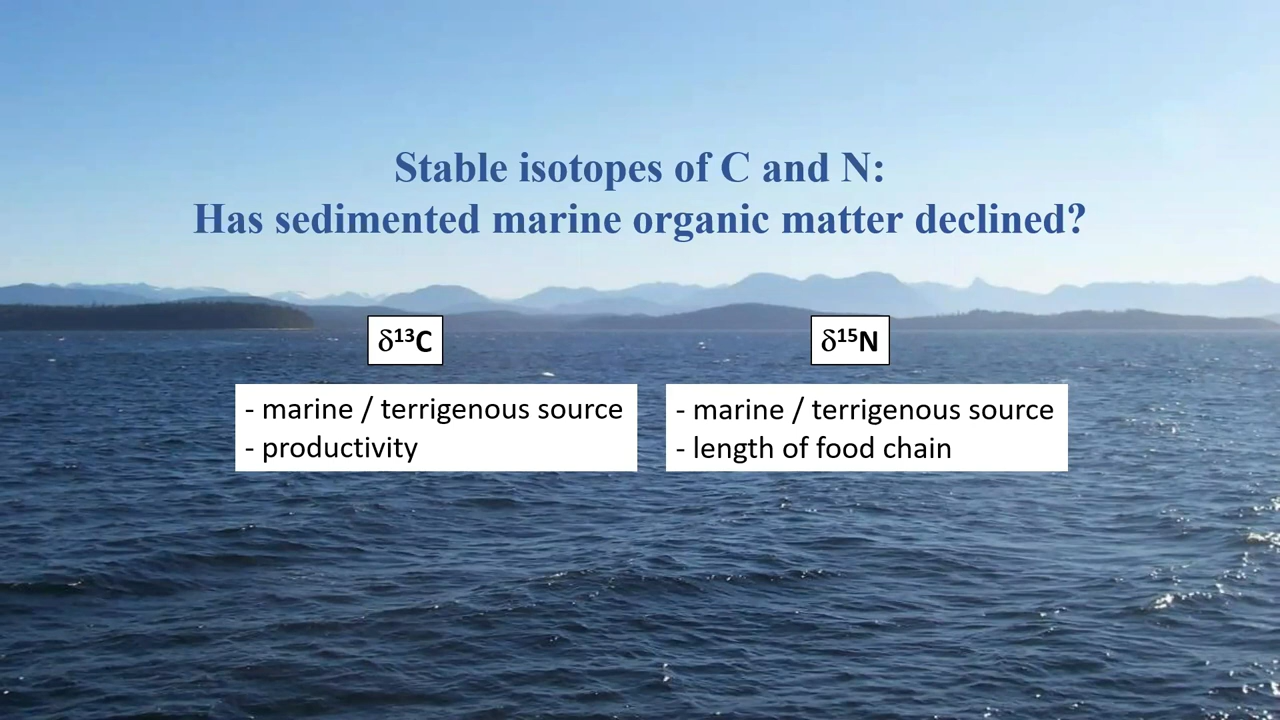 Stable isotopes of C and N:
Has sedimented marine organic matter declined?
δ¹³C
δ¹⁵N
- marine / terrigenous source
- productivity
- marine / terrigenous source
- length of food chain